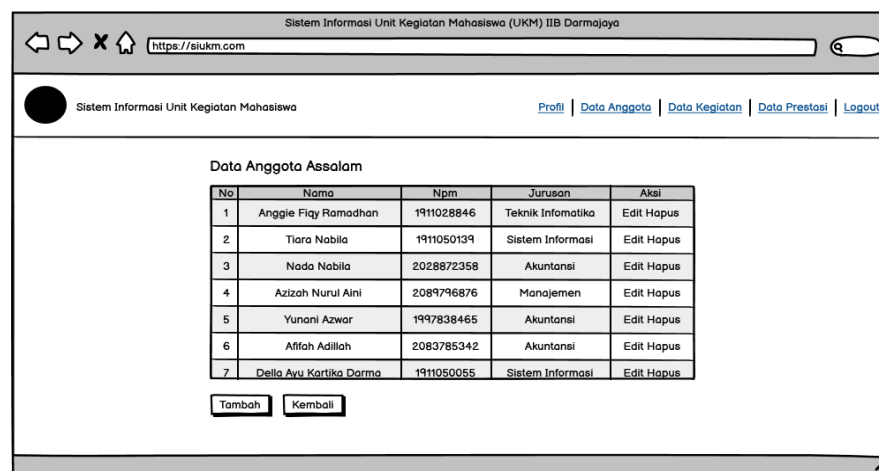 Sistem Informasi Unit Kegiatan Mahasiswa (UKM) IIB Darmajaya
https://siukm.com
Sistem Informasi Unit Kegiatan Mahasiswa Profil Data Anggota Data Kegiatan Data Prestasi Logout
Data Anggota Assalam
No Nama Npm Jurusan Aksi
1 Anggie Fiqy Ramadhan 1911028846 Teknik Infomatika Edit Hapus
2 Tiara Nabila 1911050139 Sistem Informasi Edit Hapus
3 Nada Nabila 2028872358 Akuntansi Edit Hapus
4 Azizah Nurul Aini 2089796876 Manajemen Edit Hapus
5 Yunani Azwar 1997838465 Akuntansi Edit Hapus
6 Afifah Adillah 2083785342 Akuntansi Edit Hapus
7 Della Ayu Kartika Darma 1911050055 Sistem Informasi Edit Hapus
Tambah Kembali